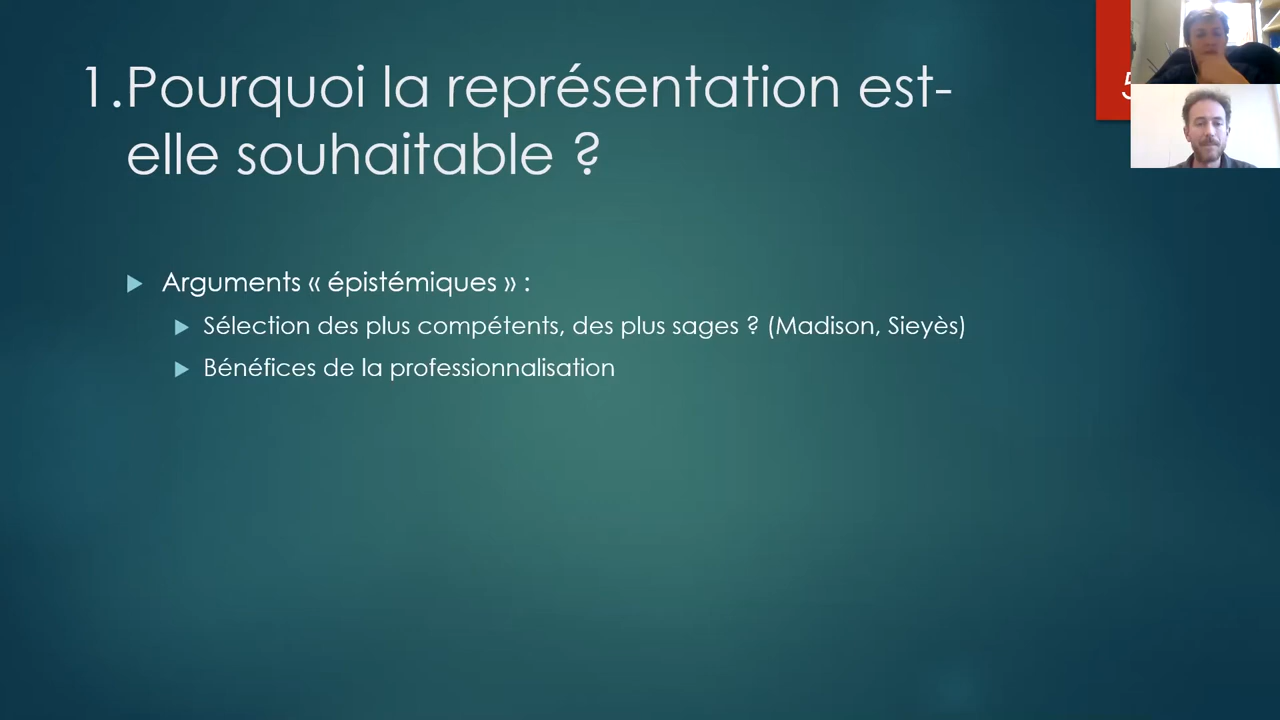 1.Pourquoi la représentation est-
elle souhaitable ?
5
Arguments « épistémiques » :
Sélection des plus compétents, des plus sages ? (Madison, Sieyès)
Bénéfices de la professionnalisation